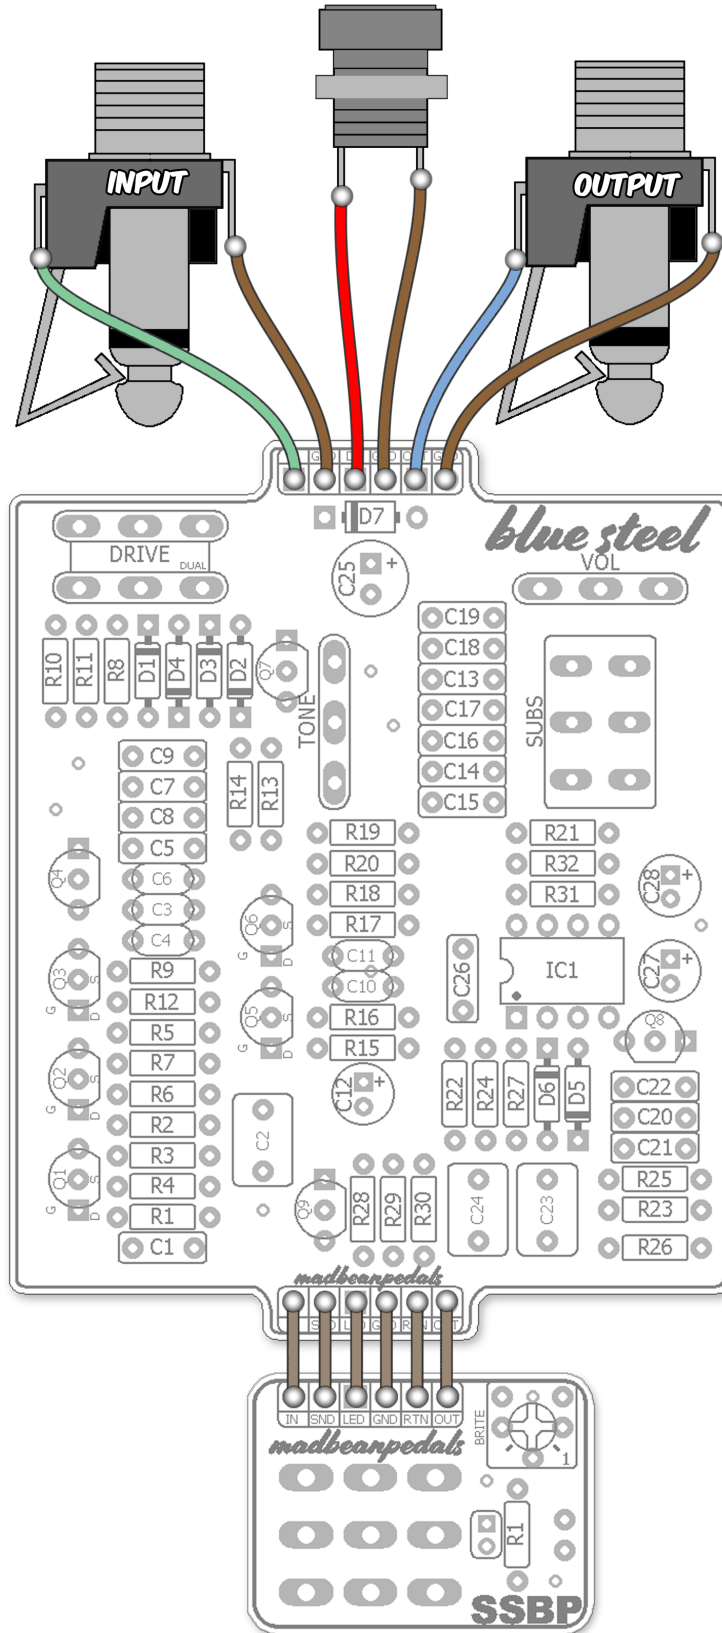 INPUT
OUTPUT
D7
blue steel
DRIVE
DUAL
C25
+
VOL
C19
R10
R11
R8
D1
D4
D3
D2
Q7
C18
C13
TONE
C17
SUBS
C9
C16
C7
R14
R13
C14
C8
C15
C5
R19
R21
Q4
C6
R20
R32
C28
+
C3
R18
R31
C4
Q6
S
G
D
R17
Q3
S
G
D
R9
C11
C26
IC1
C27
+
R12
C10
R5
Q5
S
G
D
R16
Q8
R7
R15
Q2
S
G
D
R6
C12
+
R22
R24
R27
D6
D5
C22
R2
C20
R3
C2
C21
Q1
S
G
D
R4
R25
R1
Q9
R28
R29
R30
C24
C23
R23
C1
R26
madbeanpedals
IN
SND
LED
GND
RTN
OUT
BRITE
1
madbeanpedals
R1
SSBP